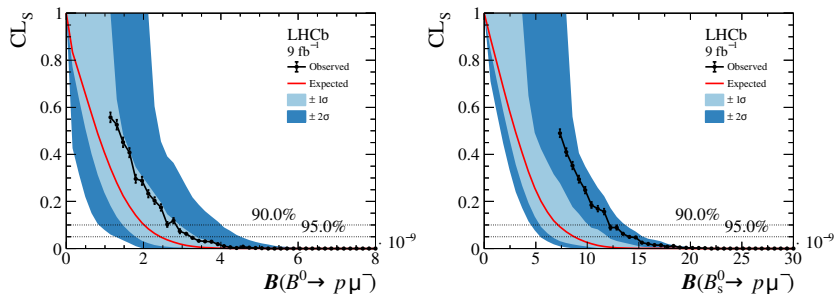 CL_S
1
0.8
0.6
0.4
0.2
0
LHCb
9 fb⁻¹
Observed
Expected
± 1σ
± 2σ
90.0%
95.0%
0 2 4 6 8
· 10⁻⁹
B(B⁰→ pμ⁻)
CL_S
1
0.8
0.6
0.4
0.2
0
LHCb
9 fb⁻¹
Observed
Expected
± 1σ
± 2σ
90.0%
95.0%
0 5 10 15 20 25 30
· 10⁻⁹
B(B_s⁰→ pμ⁻)